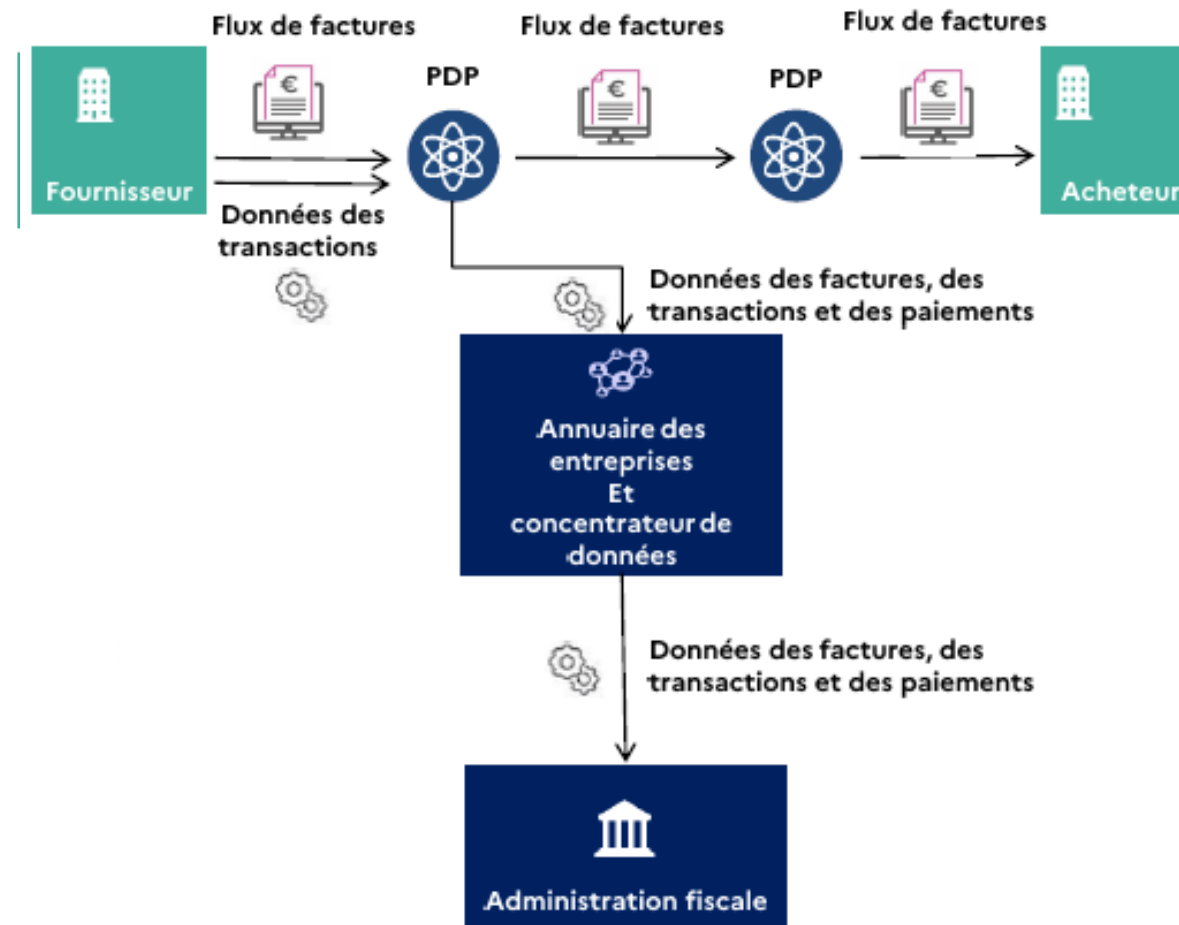 Flux de factures
Flux de factures
Flux de factures
PDP
PDP
€
€
€
Fournisseur
Acheteur
Données des
transactions
Données des factures, des
transactions et des paiements
Annuaire des
entreprises
Et
concentrateur de
données
Données des factures, des
transactions et des paiements
Administration fiscale